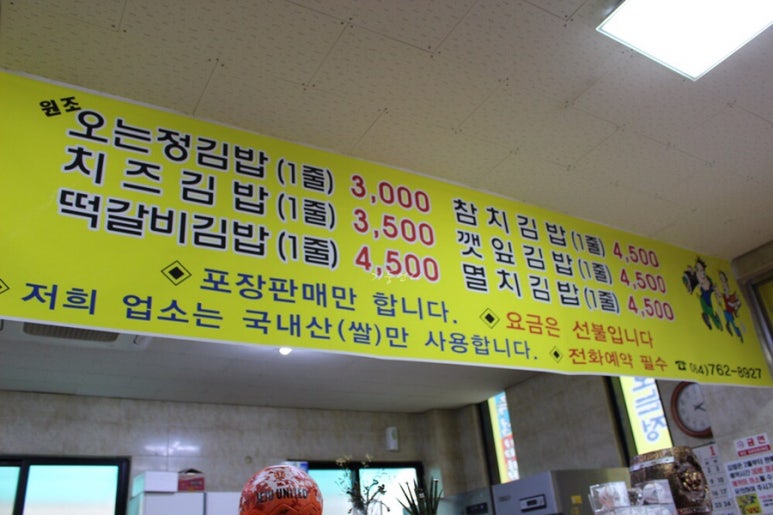 원조
오는정김밥(1줄) 3,000
치즈김밥(1줄) 3,500
떡갈비김밥(1줄) 4,500
참치김밥(1줄) 4,500
깻잎김밥(1줄) 4,500
멸치김밥(1줄) 4,500
포장판매만 합니다.
요금은 선불입니다
저희 업소는 국내산(쌀)만 사용합니다.
전화예약 필수 ☎ 064)762-8927
UNITED
금연